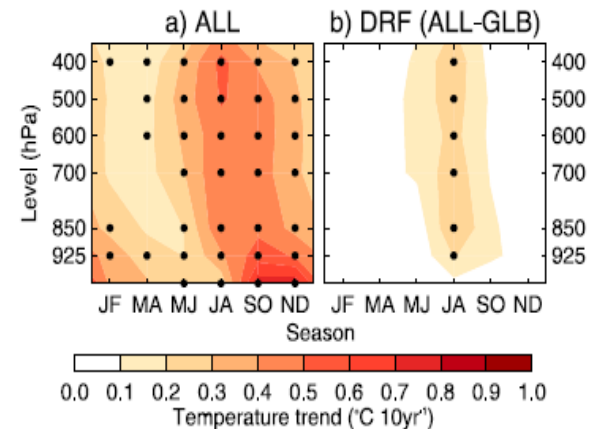 a) ALL
b) DRF (ALL-GLB)
Level (hPa)
400
500
600
700
850
925
400
500
600
700
850
925
JF MA MJ JA SO ND
JF MA MJ JA SO ND
Season
0.0 0.1 0.2 0.3 0.4 0.5 0.6 0.7 0.8 0.9 1.0
Temperature trend (°C 10yr⁻¹)